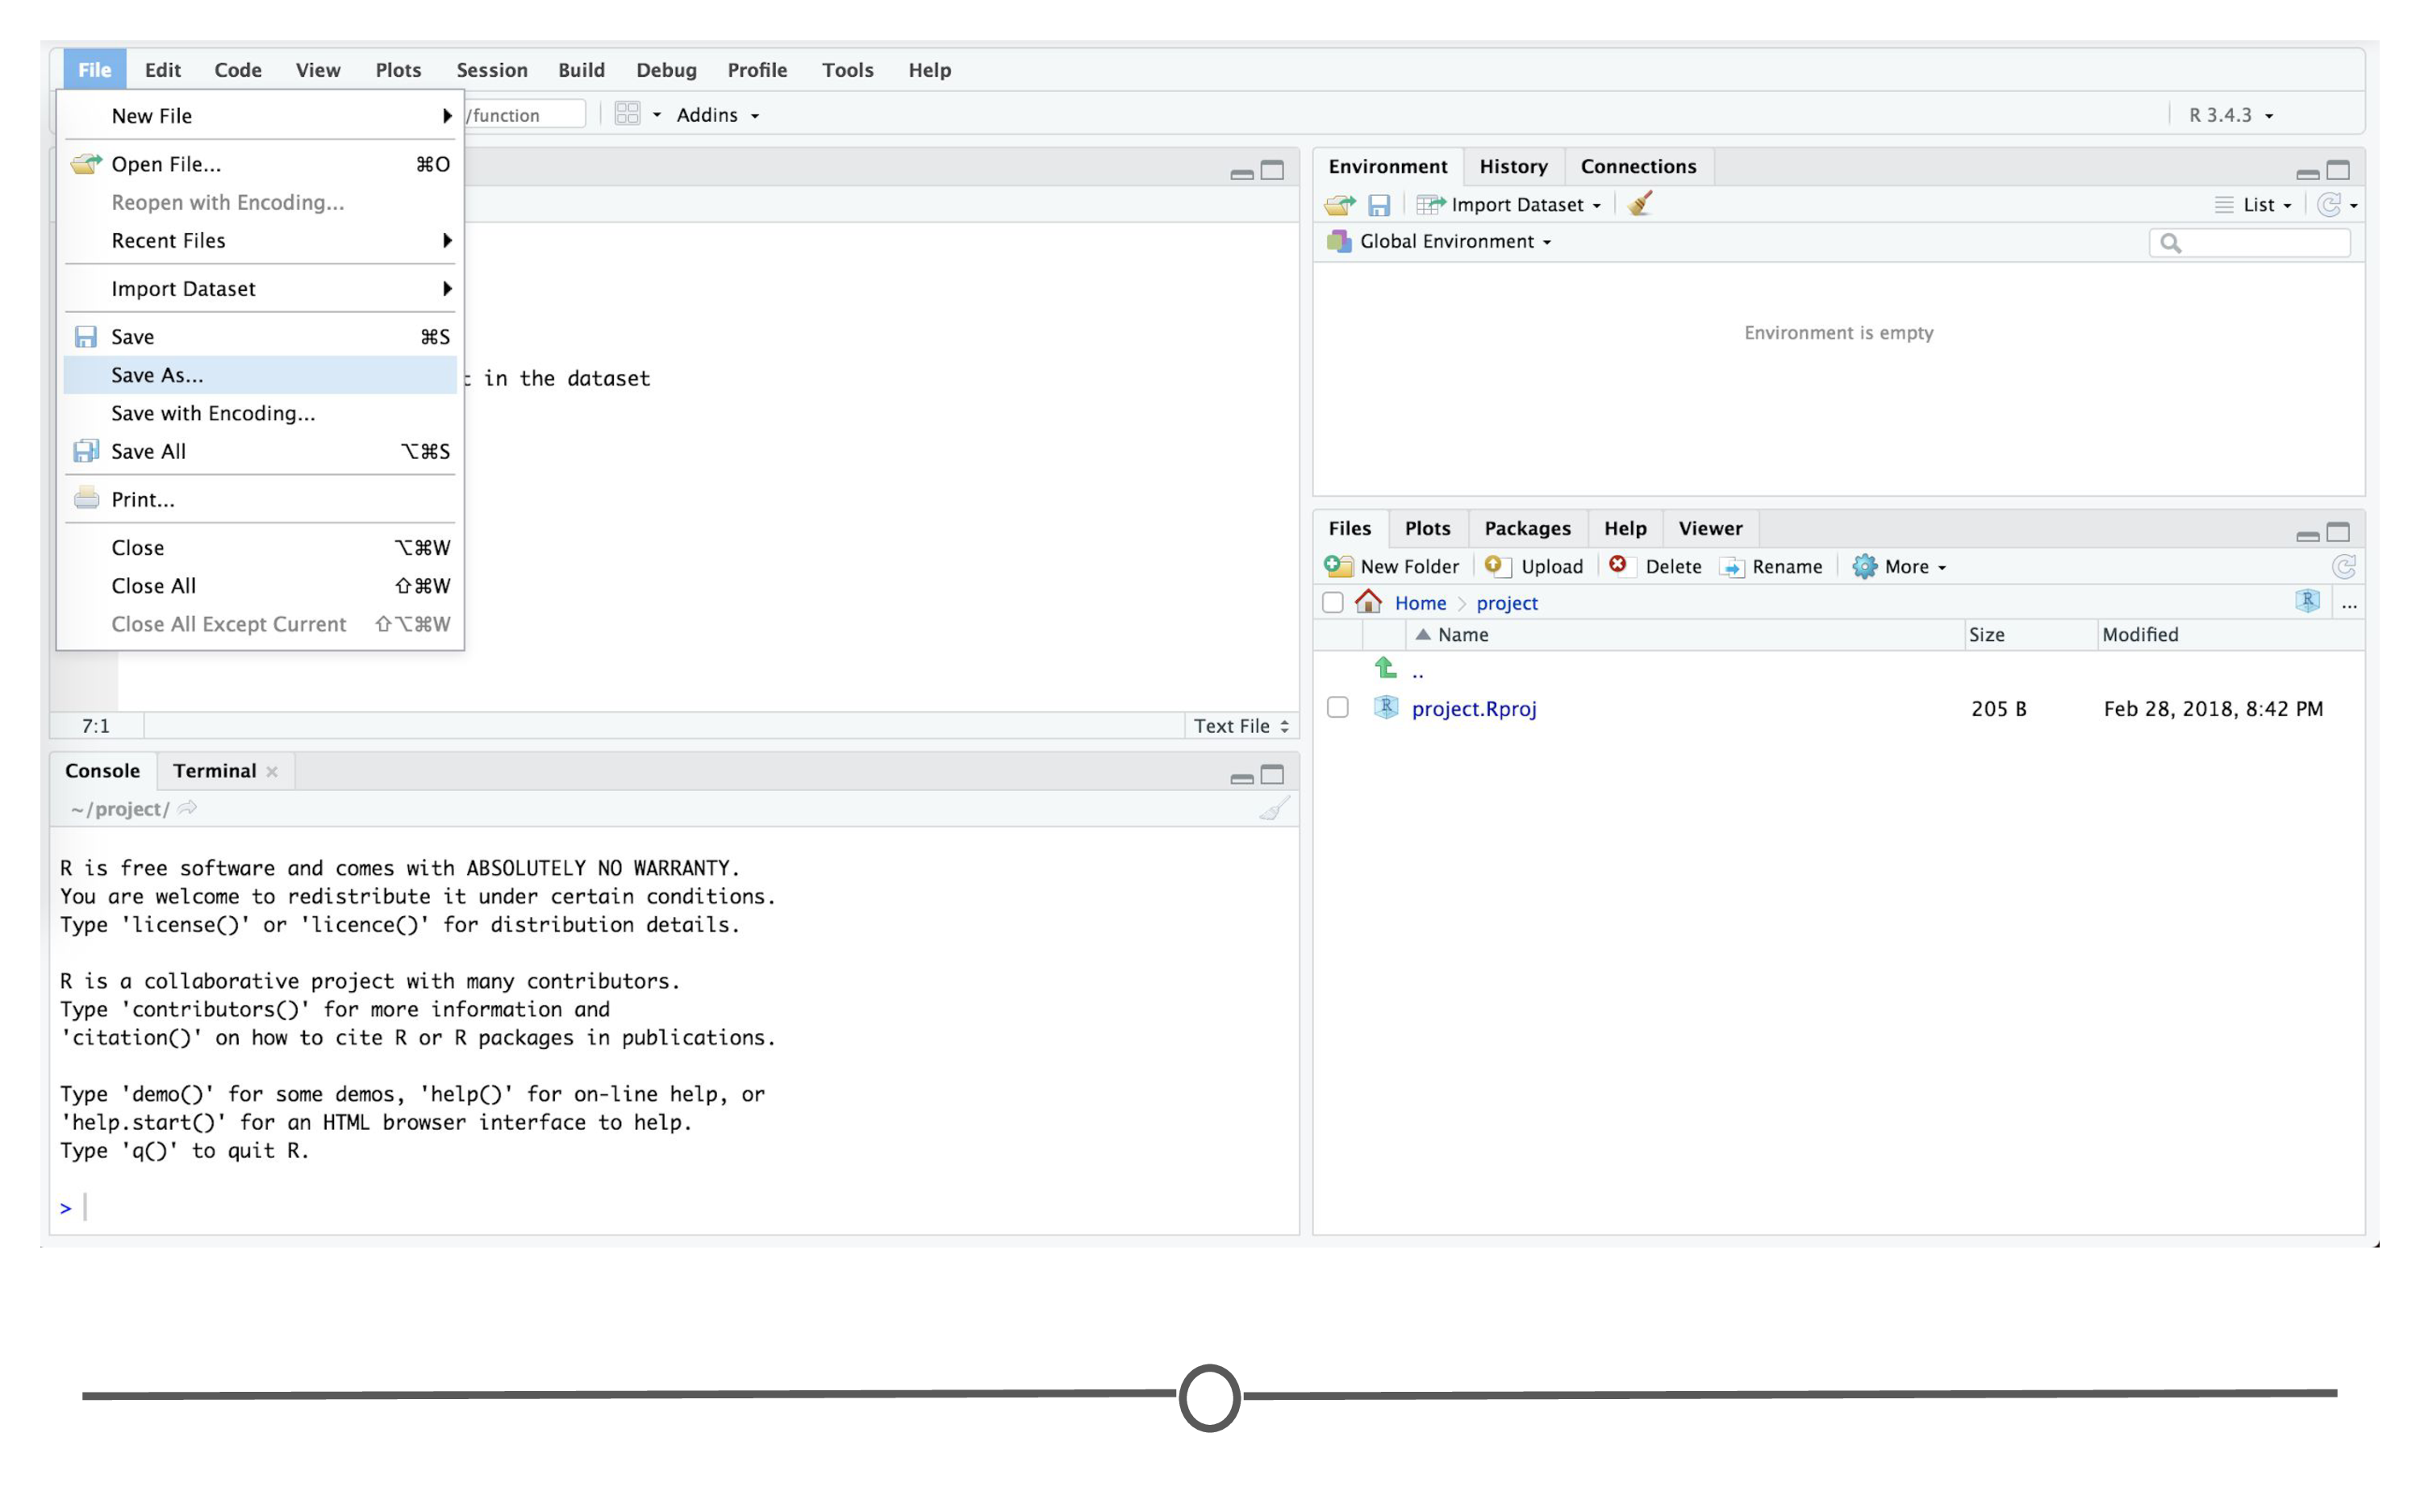 File Edit Code View Plots Session Build Debug Profile Tools Help
/function Addins R 3.4.3
New File
Open File... ⌘O
Reopen with Encoding...
Recent Files
Import Dataset
Save ⌘S
Save As...
Save with Encoding...
Save All ⌥⌘S
Print...
Close ⌥⌘W
Close All ⇧⌘W
Close All Except Current ⇧⌥⌘W
in the dataset
7:1 Text File
Console Terminal
~/project/
R is free software and comes with ABSOLUTELY NO WARRANTY.
You are welcome to redistribute it under certain conditions.
Type 'license()' or 'licence()' for distribution details.
R is a collaborative project with many contributors.
Type 'contributors()' for more information and
'citation()' on how to cite R or R packages in publications.
Type 'demo()' for some demos, 'help()' for on-line help, or
'help.start()' for an HTML browser interface to help.
Type 'q()' to quit R.
>
Environment History Connections
Import Dataset List
Global Environment
Environment is empty
Files Plots Packages Help Viewer
New Folder Upload Delete Rename More
Home > project R ...
Name Size Modified
..
R project.Rproj 205 B Feb 28, 2018, 8:42 PM